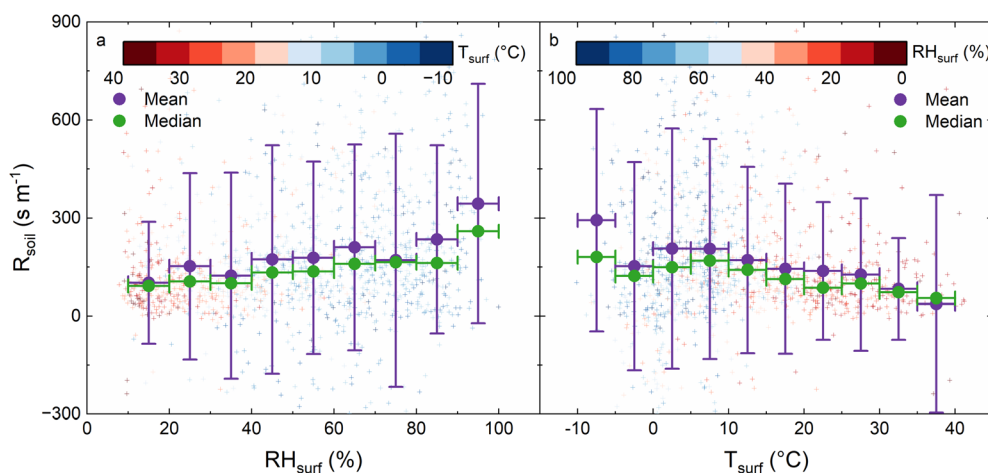 900
600
300
0
−300
R_soil (s m⁻¹)
a
T_surf (°C)
40 30 20 10 0 −10
Mean
Median
0 20 40 60 80 100
RH_surf (%)
b
RH_surf (%)
100 80 60 40 20 0
Mean
Median
-10 0 10 20 30 40
T_surf (°C)